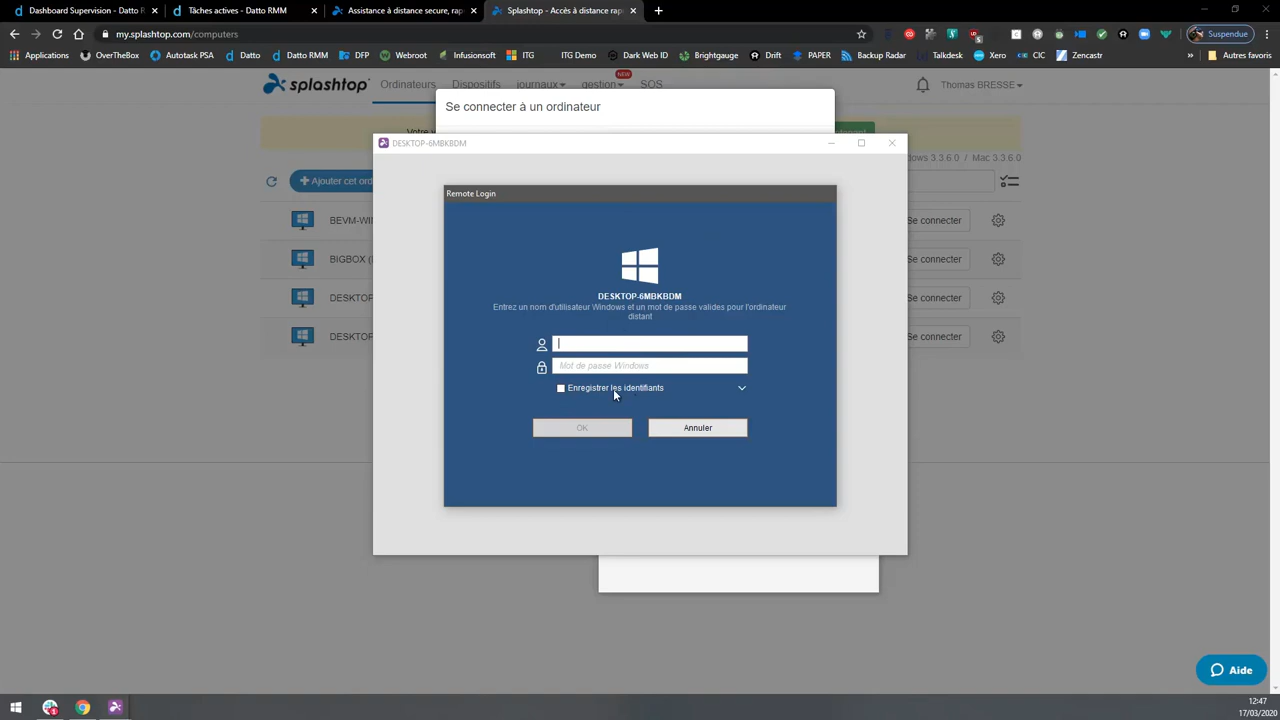 Dashboard Supervision - Datto R
Tâches actives - Datto RMM
Assistance à distance secure, rap
Splashtop - Accès à distance rap
my.splashtop.com/computers
Suspendue
Applications
OverTheBox
Autotask PSA
Datto
Datto RMM
DFP
Webroot
Infusionsoft
ITG
ITG Demo
Dark Web ID
Brightgauge
Drift
PAPER
Backup Radar
Talkdesk
Xero
CIC
Zencastr
»
Autres favoris
splashtop
Ordinateurs
Dispositifs
journaux
gestion
NEW
SOS
Thomas BRESSE
Se connecter à un ordinateur
Votre
DESKTOP-6MBKBDM
ows 3.3.6.0 / Mac 3.3.6.0
Ajouter cet ord
Remote Login
BEVM-WI
Se connecter
BIGBOX (
Se connecter
DESKTOP
Se connecter
DESKTOP
Se connecter
DESKTOP-6MBKBDM
Entrez un nom d'utilisateur Windows et un mot de passe valides pour l'ordinateur
distant
Mot de passe Windows
Enregistrer les identifiants
OK
Annuler
Aide
12:47
17/03/2020